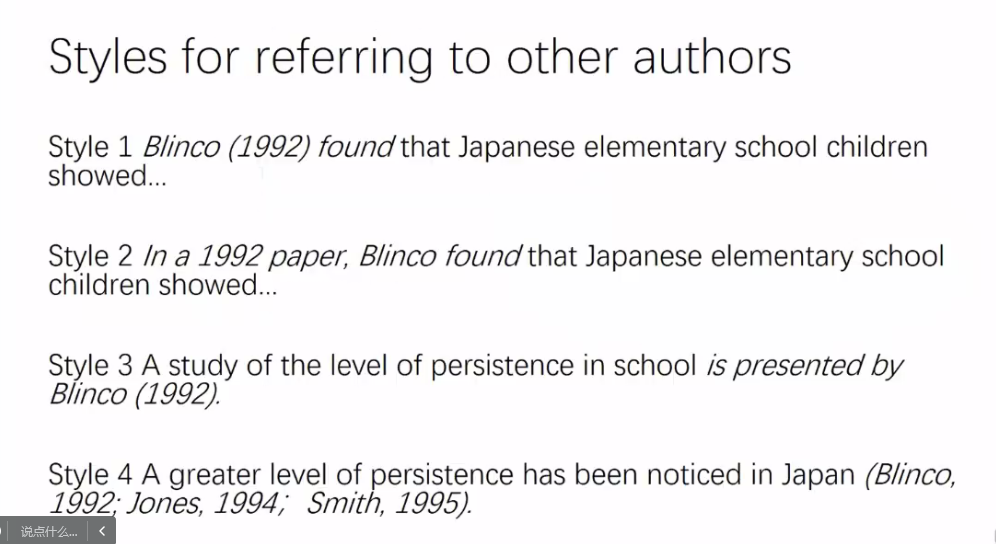 Styles for referring to other authors
Style 1 Blinco (1992) found that Japanese elementary school children
showed...
Style 2 In a 1992 paper, Blinco found that Japanese elementary school
children showed...
Style 3 A study of the level of persistence in school is presented by
Blinco (1992).
Style 4 A greater level of persistence has been noticed in Japan (Blinco,
1992; Jones, 1994； Smith, 1995).
说点什么...